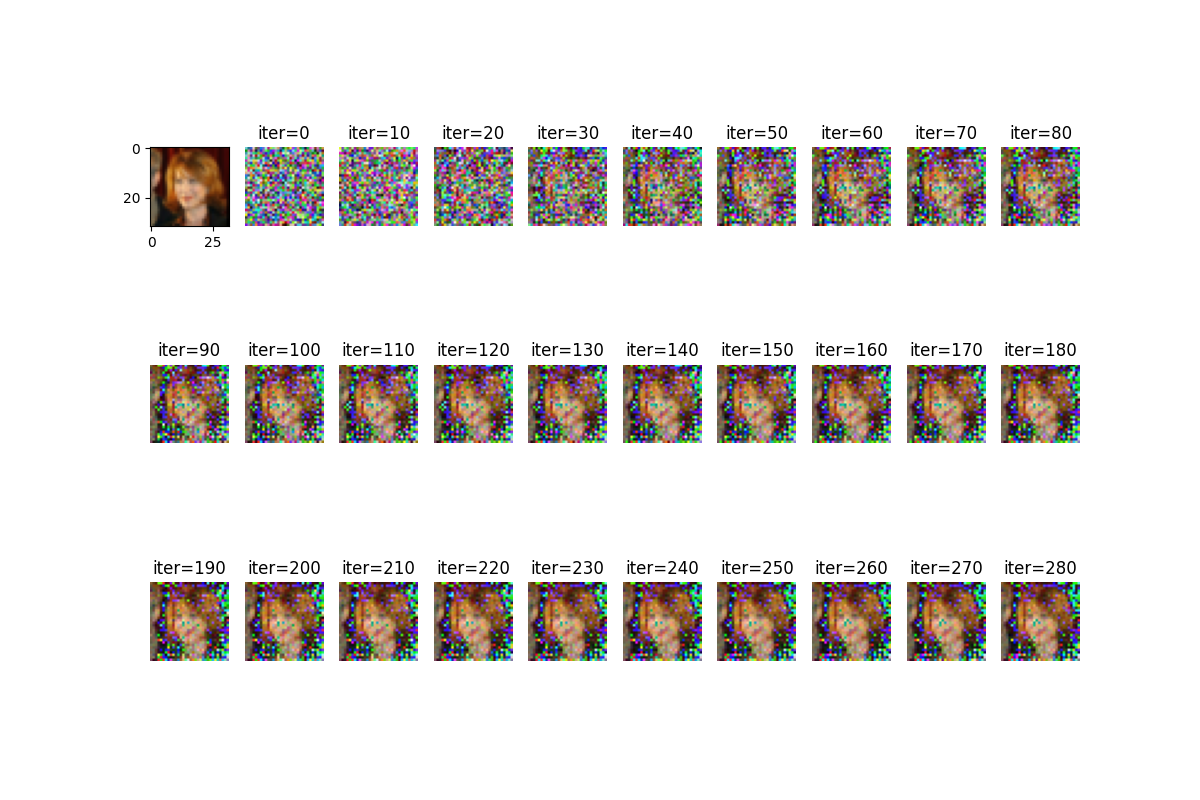 iter=0 iter=10 iter=20 iter=30 iter=40 iter=50 iter=60 iter=70 iter=80
0
20
0 25
iter=90 iter=100 iter=110 iter=120 iter=130 iter=140 iter=150 iter=160 iter=170 iter=180
iter=190 iter=200 iter=210 iter=220 iter=230 iter=240 iter=250 iter=260 iter=270 iter=280